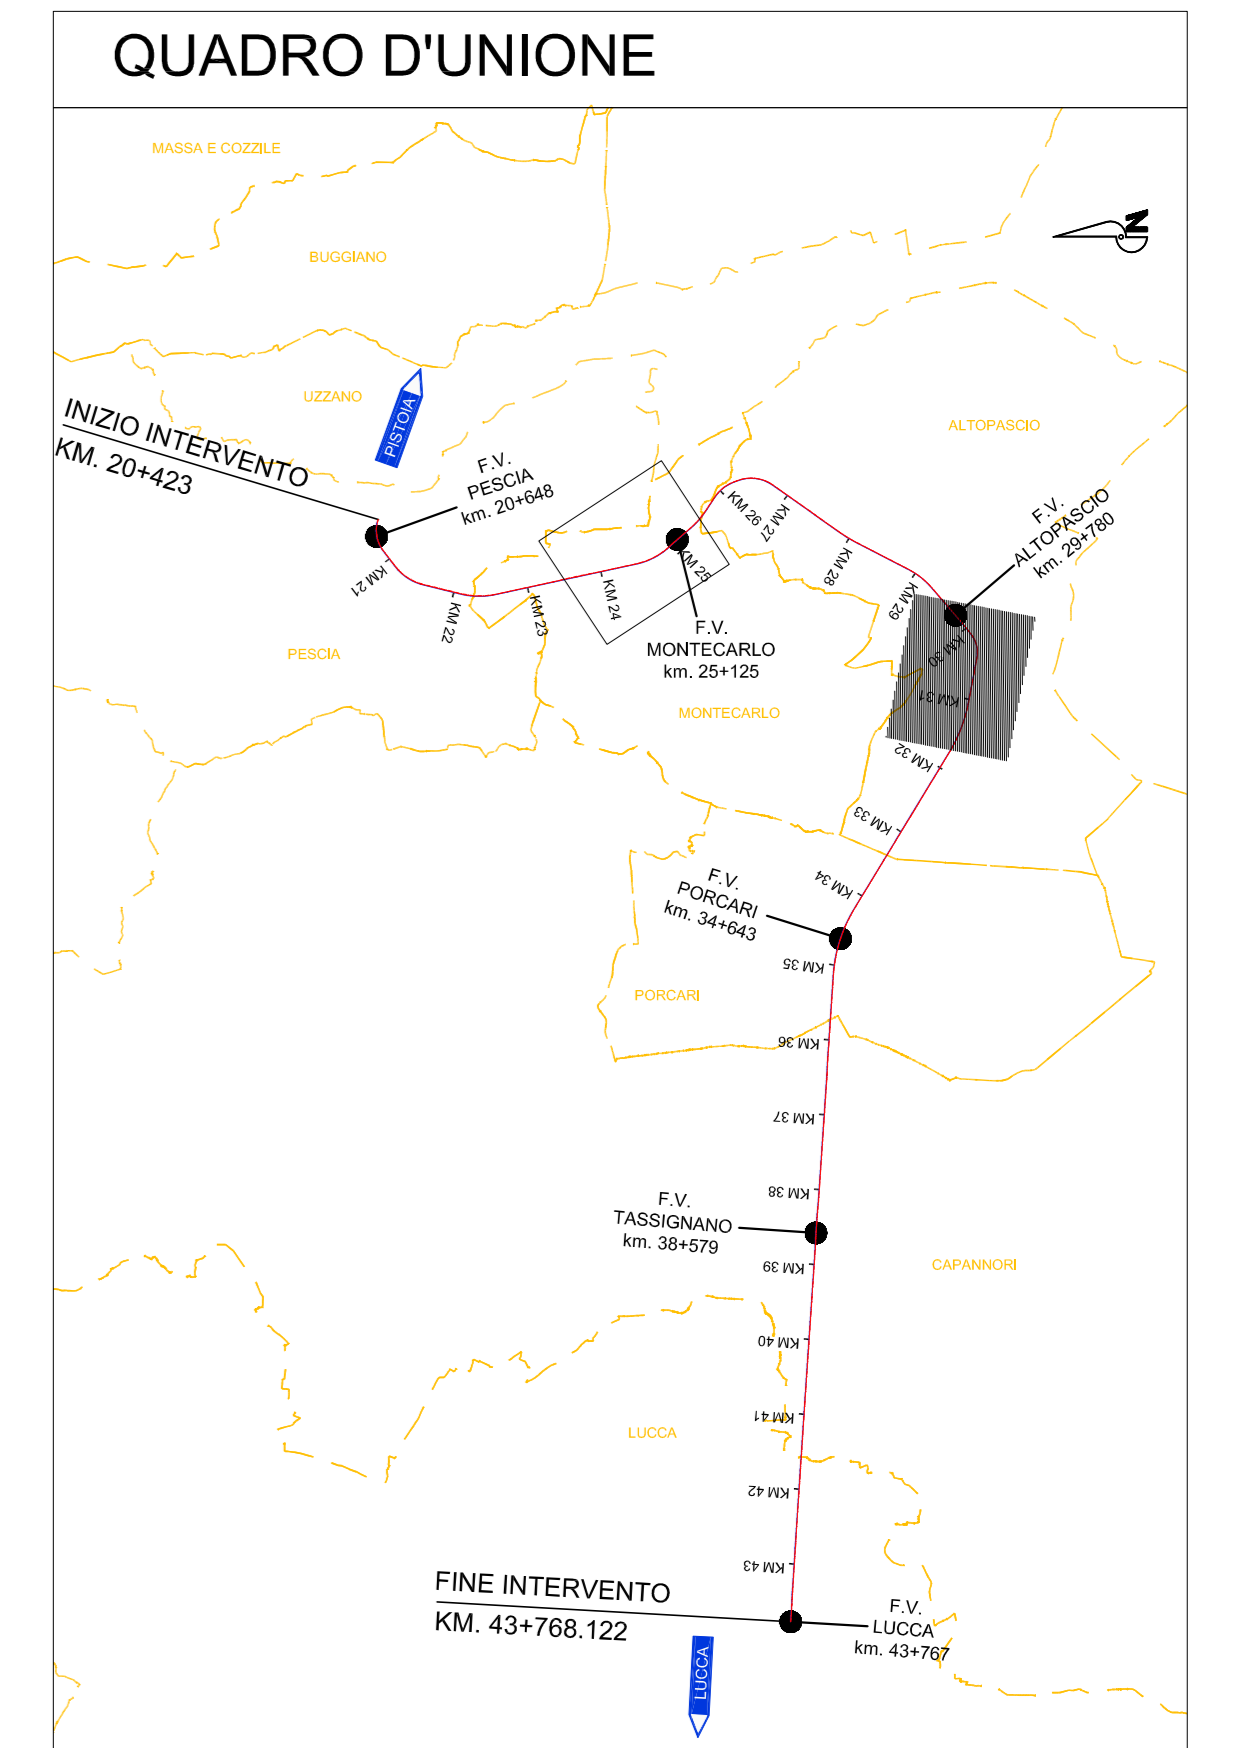 QUADRO D'UNIONE
MASSA E COZZILE
BUGGIANO
N
UZZANO
PISTOIA
ALTOPASCIO
INIZIO INTERVENTO
KM. 20+423
F.V.
PESCIA
km. 20+648
F.V.
ALTOPASCIO
km. 29+780
KM 21
KM 22
KM 23
KM 24
KM 25
KM 26
KM 27
KM 28
KM 29
KM 30
KM 31
KM 32
KM 33
KM 34
F.V.
MONTECARLO
km. 25+125
PESCIA
MONTECARLO
F.V.
PORCARI
km. 34+643
KM 35
PORCARI
KM 36
KM 37
KM 38
F.V.
TASSIGNANO
km. 38+579
KM 39
CAPANNORI
KM 40
KM 41
LUCCA
KM 42
KM 43
FINE INTERVENTO
KM. 43+768.122
F.V.
LUCCA
km. 43+767
LUCCA